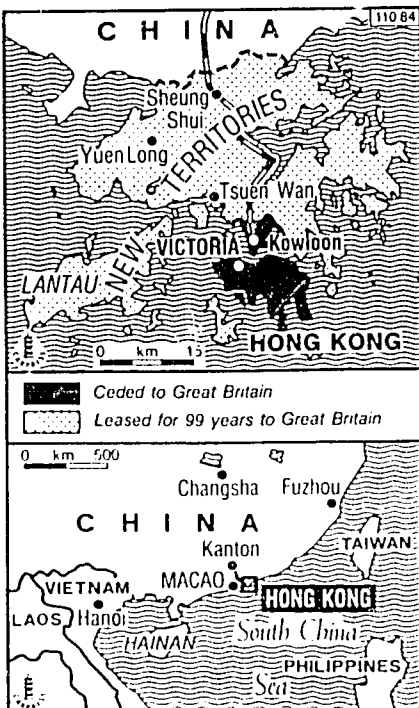 CHINA
110 84
Sheung
Shui
Yuen Long
NEW TERRITORIES
Tsuen Wan
VICTORIA
Kowloon
LANTAU
HONG KONG
0 km 15
Ceded to Great Britain
Leased for 99 years to Great Britain
0 km 500
Changsha
Fuzhou
CHINA
Kanton
TAIWAN
MACAO
HONG KONG
VIETNAM
LAOS
Hanoi
HAINAN
South China
Sea
PHILIPPINES